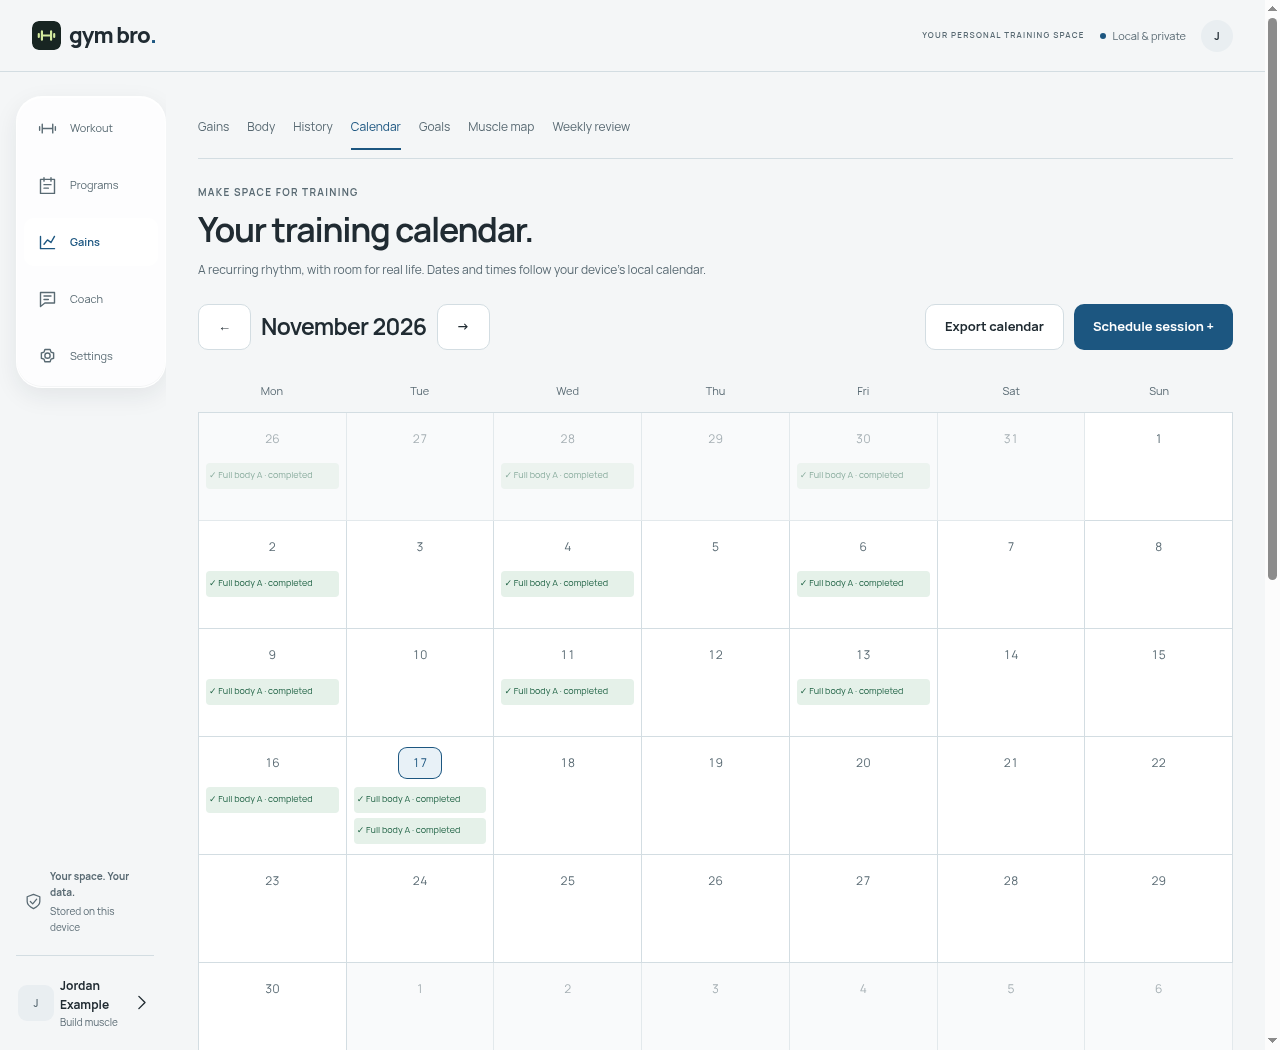 gym bro.
YOUR PERSONAL TRAINING SPACE
Local & private
J
Workout
Programs
Gains
Coach
Settings
Your space. Your
data.
Stored on this
device
J
Jordan
Example
Build muscle
Gains Body History Calendar Goals Muscle map Weekly review
MAKE SPACE FOR TRAINING
Your training calendar.
A recurring rhythm, with room for real life. Dates and times follow your device's local calendar.
← November 2026 →
Export calendar
Schedule session +
Mon Tue Wed Thu Fri Sat Sun
26 27 28 29 30 31 1
✓ Full body A · completed ✓ Full body A · completed ✓ Full body A · completed
2 3 4 5 6 7 8
✓ Full body A · completed ✓ Full body A · completed ✓ Full body A · completed
9 10 11 12 13 14 15
✓ Full body A · completed ✓ Full body A · completed ✓ Full body A · completed
16 17 18 19 20 21 22
✓ Full body A · completed ✓ Full body A · completed
✓ Full body A · completed
23 24 25 26 27 28 29
30 1 2 3 4 5 6